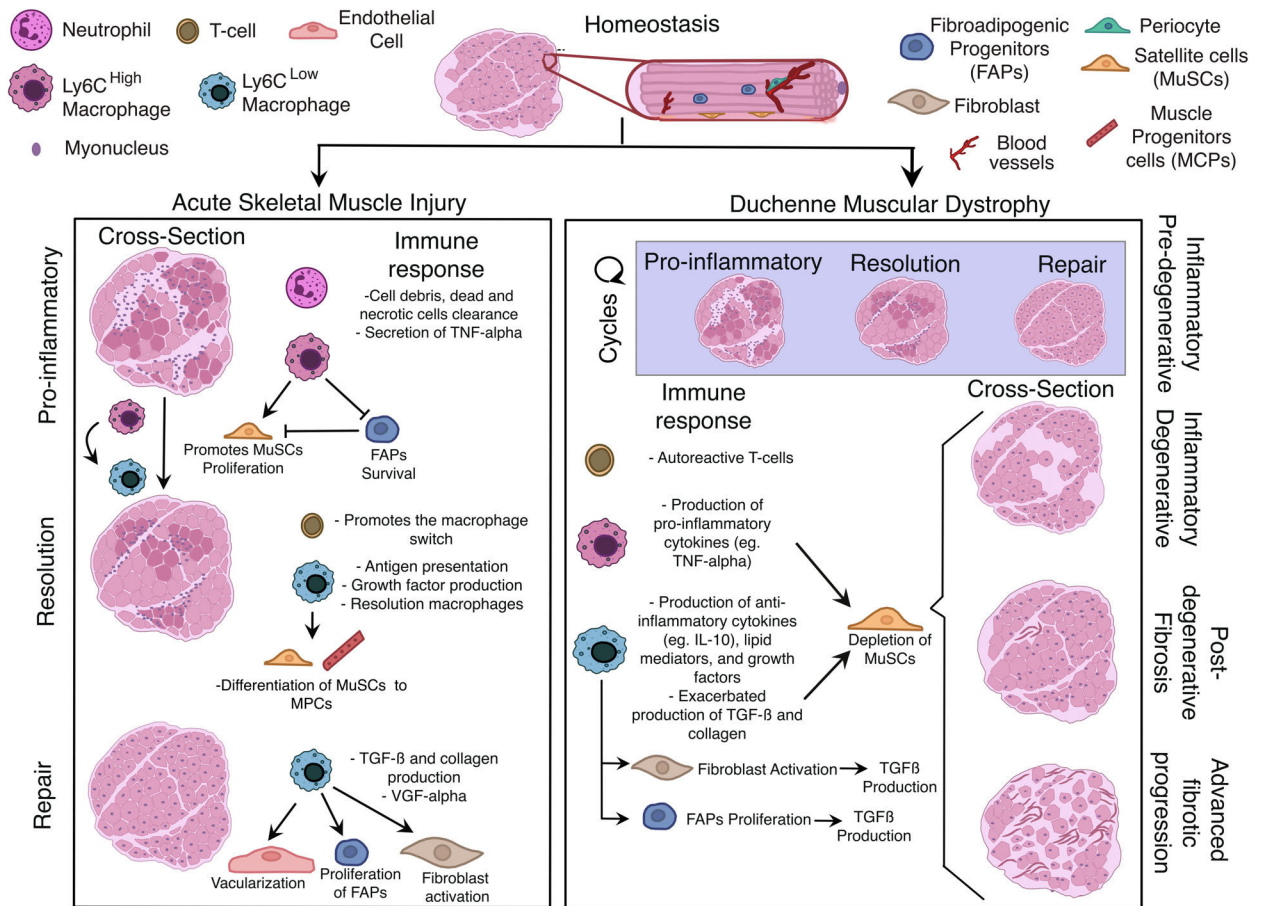 Neutrophil
T-cell
Endothelial
Cell
Homeostasis
Fibroadipogenic
Progenitors
(FAPs)
Periocyte
Satellite cells
(MuSCs)
Ly6C High
Macrophage
Ly6C Low
Macrophage
Fibroblast
Myonucleus
Blood
vessels
Muscle
Progenitors
cells (MCPs)
Acute Skeletal Muscle Injury
Cross-Section
Immune
response
Pro-inflammatory
-Cell debris, dead and
necrotic cells clearance
- Secretion of TNF-alpha
Promotes MuSCs
Proliferation
FAPs
Survival
Resolution
- Promotes the macrophage
switch
- Antigen presentation
- Growth factor production
- Resolution macrophages
-Differentiation of MuSCs to
MPCs
Repair
- TGF-ß and collagen
production
- VGF-alpha
Vacularization
Proliferation
of FAPs
Fibroblast
activation
Duchenne Muscular Dystrophy
Cycles
Pro-inflammatory
Resolution
Repair
Inflammatory
Pre-degenerative
Immune
response
Cross-Section
- Autoreactive T-cells
- Production of
pro-inflammatory
cytokines (eg.
TNF-alpha)
- Production of anti-
inflammatory cytokines
(eg. IL-10), lipid
mediators, and growth
factors
- Exacerbated
production of TGF-ß and
collagen
Depletion of
MuSCs
Fibroblast Activation
TGFß
Production
FAPs Proliferation
TGFß
Production
Inflammatory
Degenerative
Post-
degenerative
Fibrosis
Advanced
fibrotic
progression